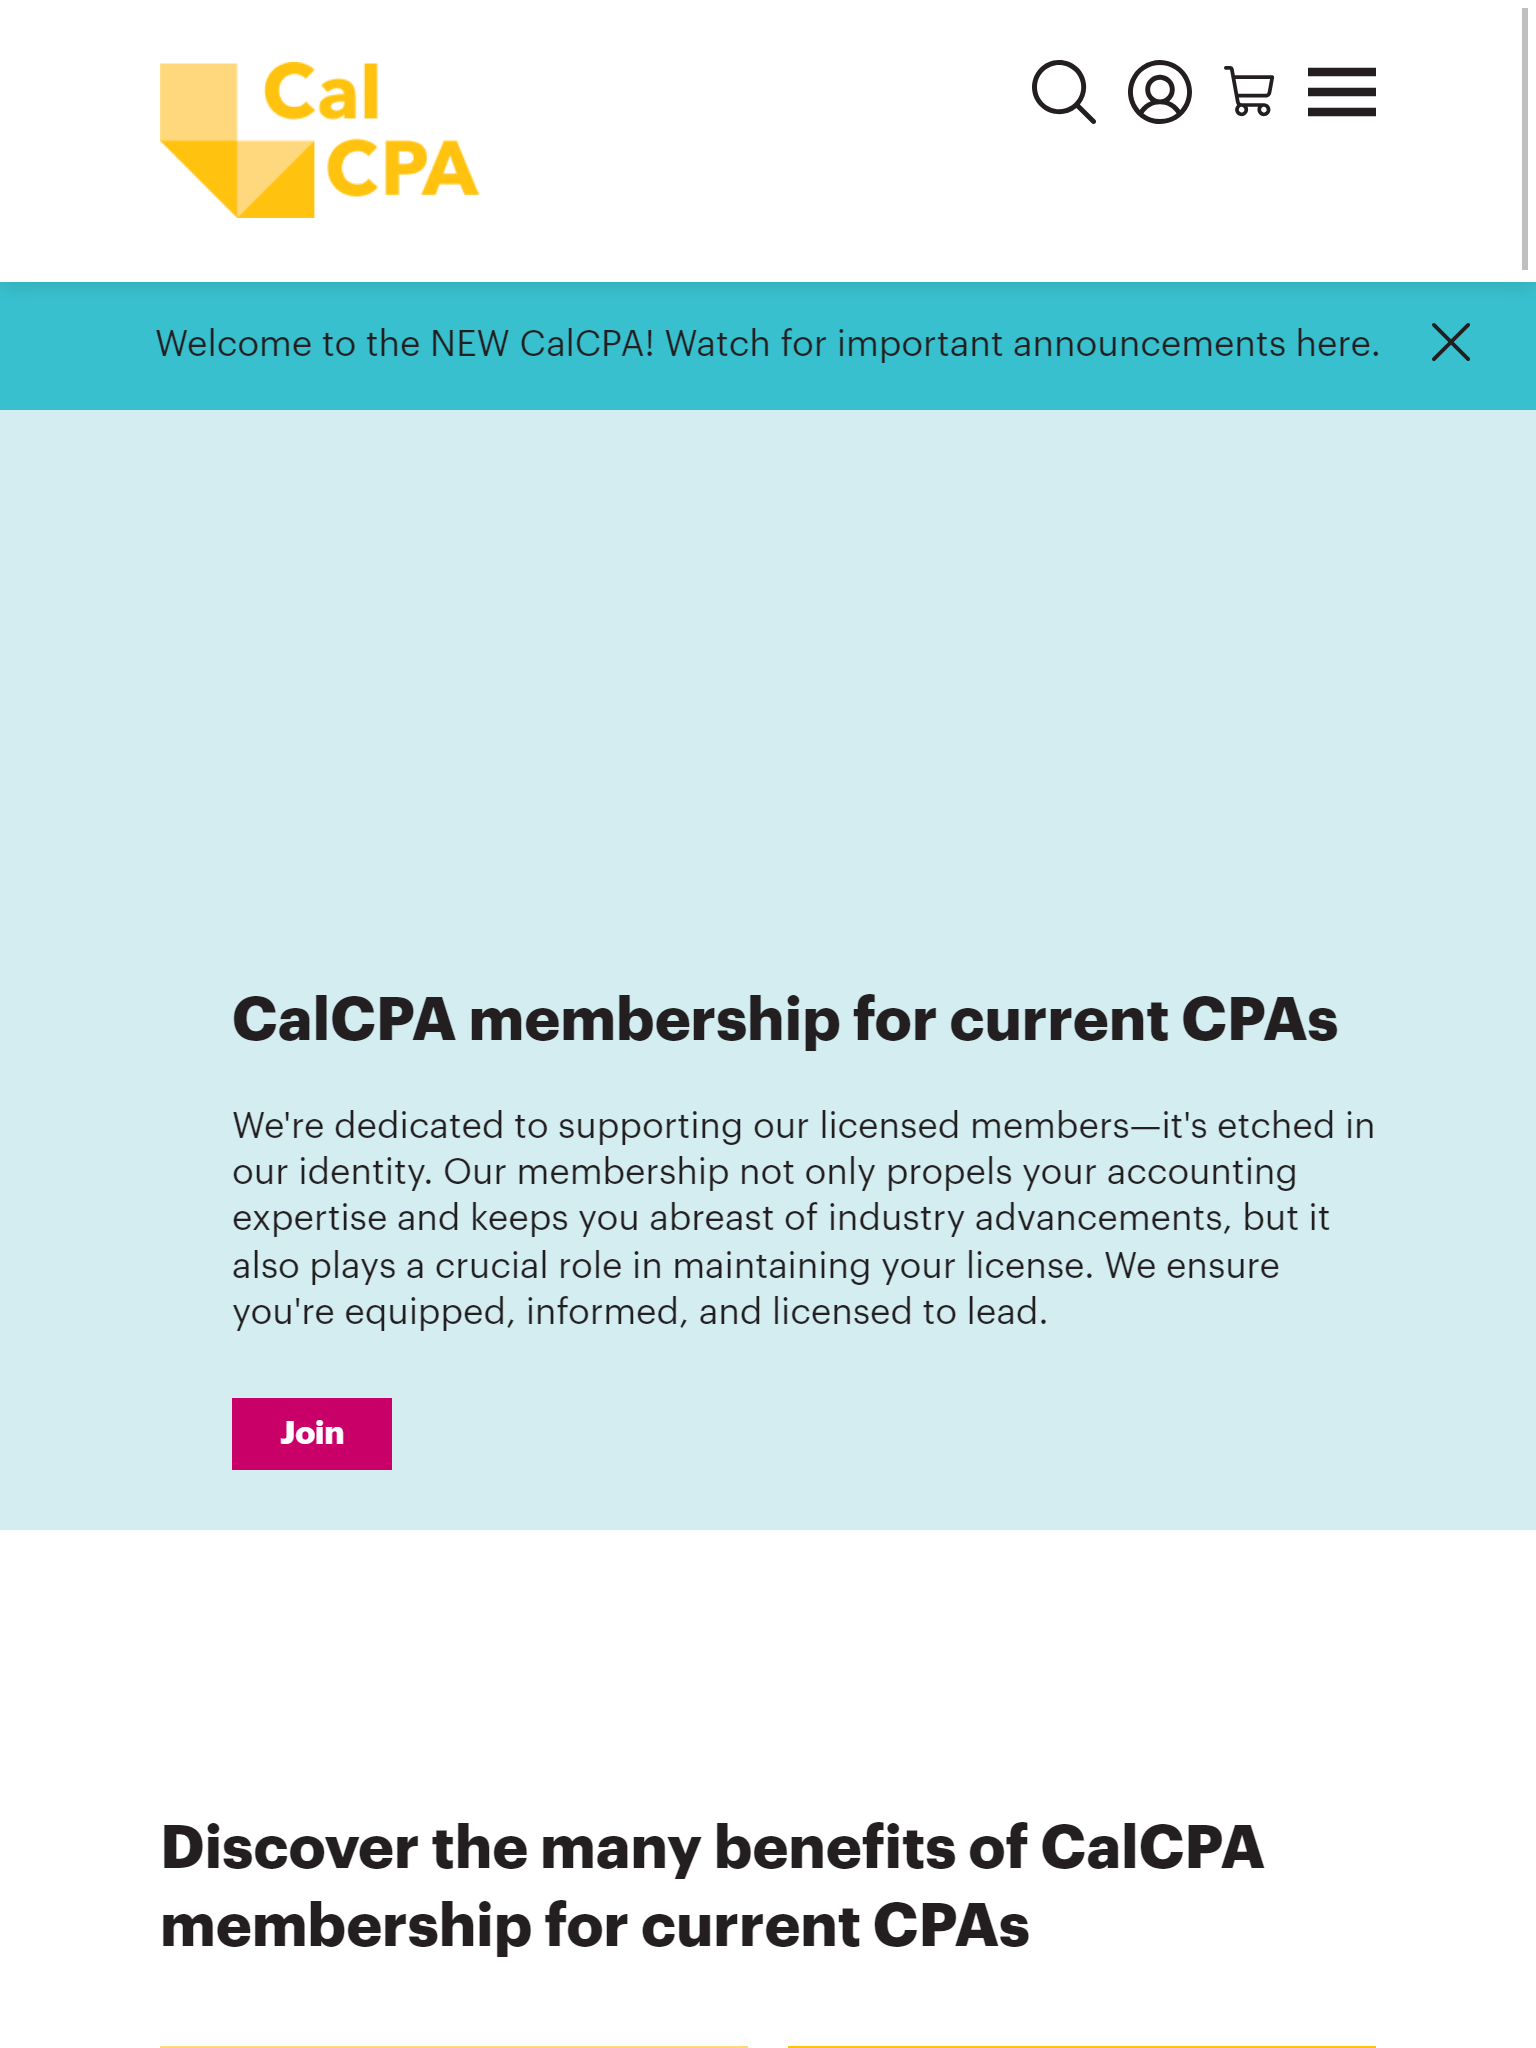 Cal
CPA
Welcome to the NEW CalCPA! Watch for important announcements here.
CalCPA membership for current CPAs
We're dedicated to supporting our licensed members—it's etched in
our identity. Our membership not only propels your accounting
expertise and keeps you abreast of industry advancements, but it
also plays a crucial role in maintaining your license. We ensure
you're equipped, informed, and licensed to lead.
Join
Discover the many benefits of CalCPA
membership for current CPAs